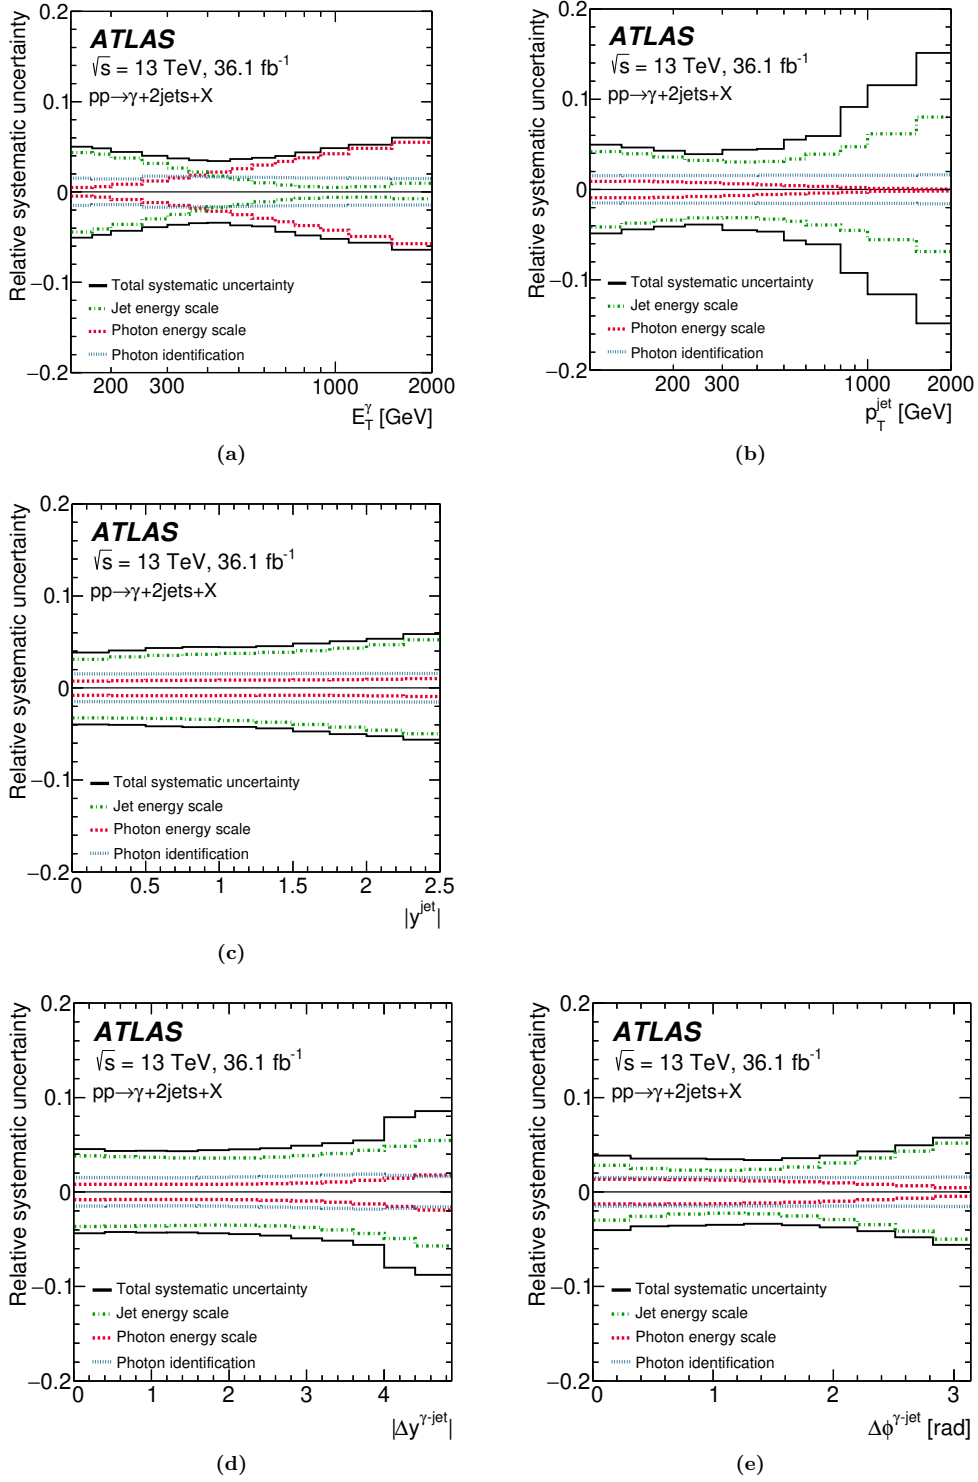 Relative systematic uncertainty
0.2
0.1
0
−0.1
−0.2
ATLAS
√s = 13 TeV, 36.1 fb⁻¹
pp→γ+2jets+X
Total systematic uncertainty
Jet energy scale
Photon energy scale
Photon identification
200 300 1000 2000
E_T^γ [GeV]
(a)
Relative systematic uncertainty
0.2
0.1
0
−0.1
−0.2
ATLAS
√s = 13 TeV, 36.1 fb⁻¹
pp→γ+2jets+X
Total systematic uncertainty
Jet energy scale
Photon energy scale
Photon identification
200 300 1000 2000
p_T^jet [GeV]
(b)
Relative systematic uncertainty
0.2
0.1
0
−0.1
−0.2
ATLAS
√s = 13 TeV, 36.1 fb⁻¹
pp→γ+2jets+X
Total systematic uncertainty
Jet energy scale
Photon energy scale
Photon identification
0 0.5 1 1.5 2 2.5
|y^jet|
(c)
Relative systematic uncertainty
0.2
0.1
0
−0.1
−0.2
ATLAS
√s = 13 TeV, 36.1 fb⁻¹
pp→γ+2jets+X
Total systematic uncertainty
Jet energy scale
Photon energy scale
Photon identification
0 1 2 3 4
|Δy^γ-jet|
(d)
Relative systematic uncertainty
0.2
0.1
0
−0.1
−0.2
ATLAS
√s = 13 TeV, 36.1 fb⁻¹
pp→γ+2jets+X
Total systematic uncertainty
Jet energy scale
Photon energy scale
Photon identification
0 1 2 3
Δϕ^γ-jet [rad]
(e)